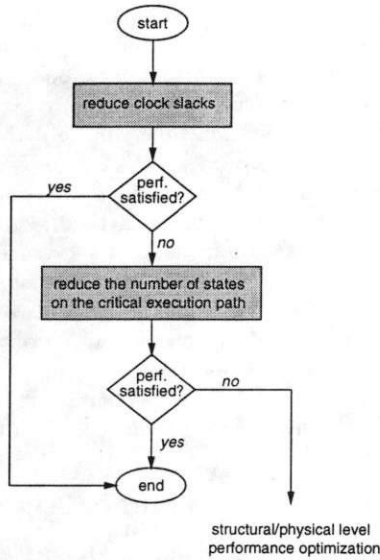 start
reduce clock slacks
yes
perf.
satisfied?
no
reduce the number of states
on the critical execution path
perf.
satisfied?
no
yes
end
structural/physical level
performance optimization